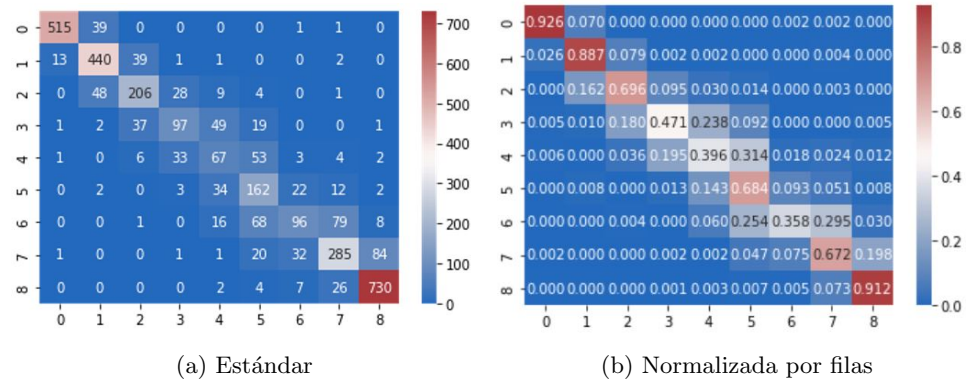 0 515 39 0 0 0 0 1 1 0
1 13 440 39 1 1 0 0 2 0
2 0 48 206 28 9 4 0 1 0
3 1 2 37 97 49 19 0 0 1
4 1 0 6 33 67 53 3 4 2
5 0 2 0 3 34 162 22 12 2
6 0 0 1 0 16 68 96 79 8
7 1 0 0 1 1 20 32 285 84
8 0 0 0 0 2 4 7 26 730
0 1 2 3 4 5 6 7 8
700
600
500
400
300
200
100
0
(a) Estándar
0 0.926 0.070 0.000 0.000 0.000 0.000 0.002 0.002 0.000
1 0.026 0.887 0.079 0.002 0.002 0.000 0.000 0.004 0.000
2 0.000 0.162 0.696 0.095 0.030 0.014 0.000 0.003 0.000
3 0.005 0.010 0.180 0.471 0.238 0.092 0.000 0.000 0.005
4 0.006 0.000 0.036 0.195 0.396 0.314 0.018 0.024 0.012
5 0.000 0.008 0.000 0.013 0.143 0.684 0.093 0.051 0.008
6 0.000 0.000 0.004 0.000 0.060 0.254 0.358 0.295 0.030
7 0.002 0.000 0.000 0.002 0.002 0.047 0.075 0.672 0.198
8 0.000 0.000 0.000 0.001 0.003 0.007 0.005 0.073 0.912
0 1 2 3 4 5 6 7 8
0.8
0.6
0.4
0.2
0.0
(b) Normalizada por filas